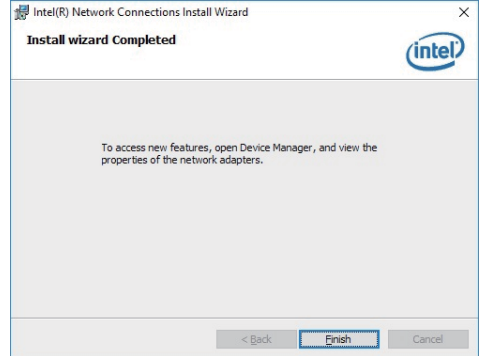 Intel(R) Network Connections Install Wizard
Install wizard Completed
intel
To access new features, open Device Manager, and view the
properties of the network adapters.
< Back
Finish
Cancel